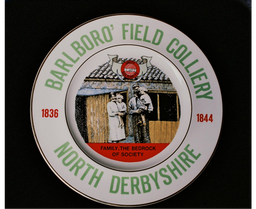 BARLBORO' FIELD COLLIERY
1836
1844
FAMILY, THE BEDROCK
OF SOCIETY
NORTH DERBYSHIRE